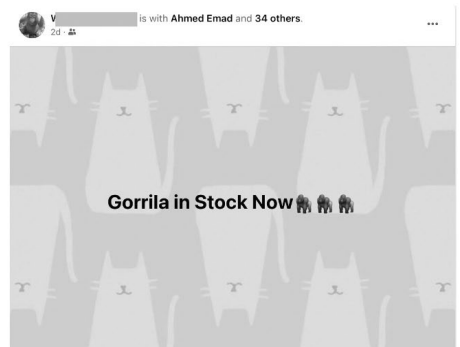 is with Ahmed Emad and 34 others.
2d
Gorrila in Stock Now🦍🦍🦍